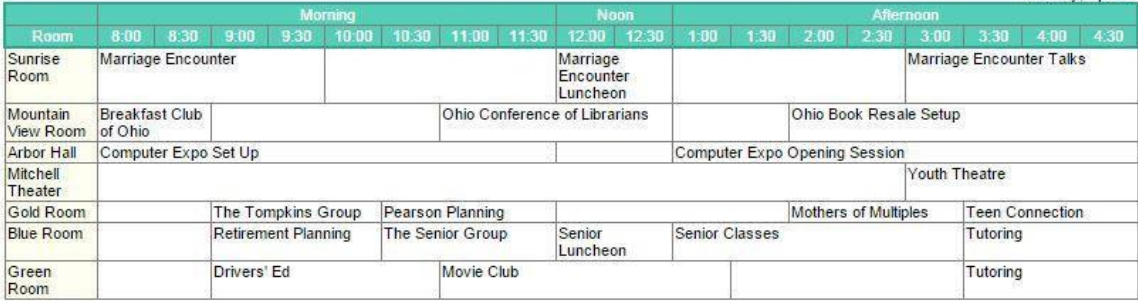 Morning Noon Afternoon
Room 8:00 8:30 9:00 9:30 10:00 10:30 11:00 11:30 12:00 12:30 1:00 1:30 2:00 2:30 3:00 3:30 4:00 4:30
Sunrise Marriage Encounter Marriage Marriage Encounter Talks
Room Encounter
Luncheon
Mountain Breakfast Club Ohio Conference of Librarians Ohio Book Resale Setup
View Room of Ohio
Arbor Hall Computer Expo Set Up Computer Expo Opening Session
Mitchell Youth Theatre
Theater
Gold Room The Tompkins Group Pearson Planning Mothers of Multiples Teen Connection
Blue Room Retirement Planning The Senior Group Senior Senior Classes Tutoring
Luncheon
Green Drivers' Ed Movie Club Tutoring
Room